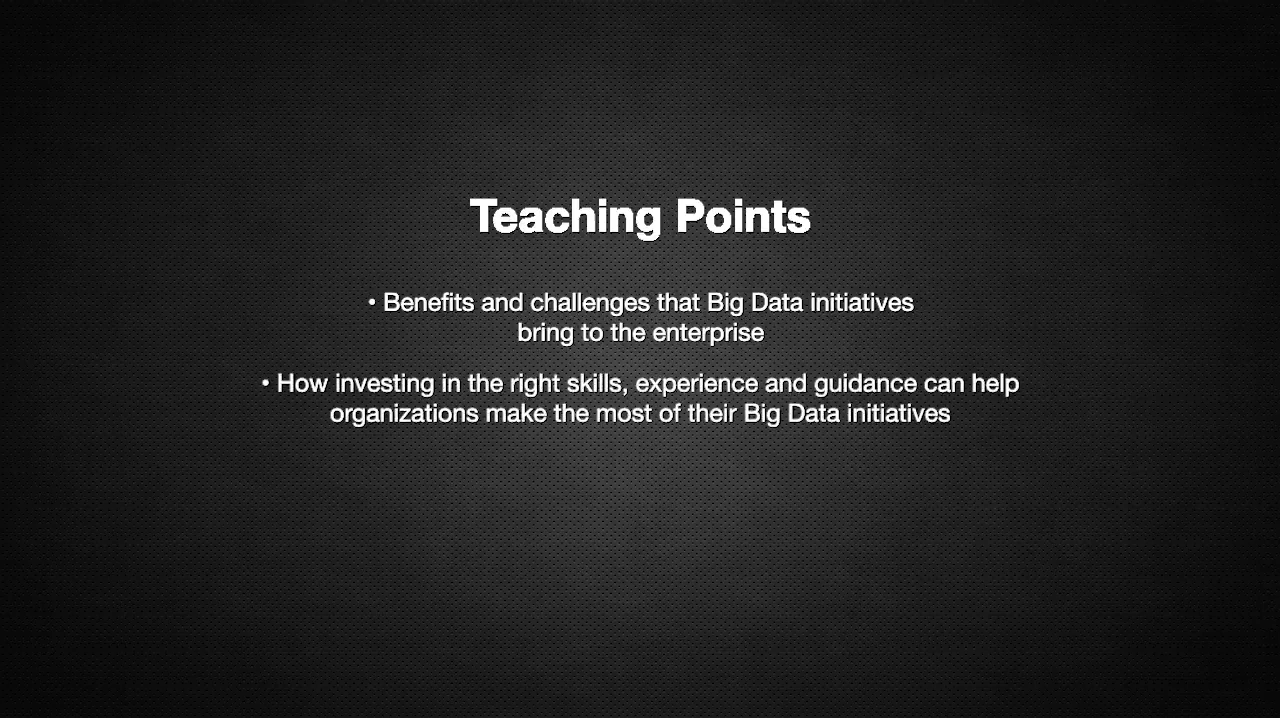 Teaching Points
• Benefits and challenges that Big Data initiatives
bring to the enterprise
• How investing in the right skills, experience and guidance can help
organizations make the most of their Big Data initiatives